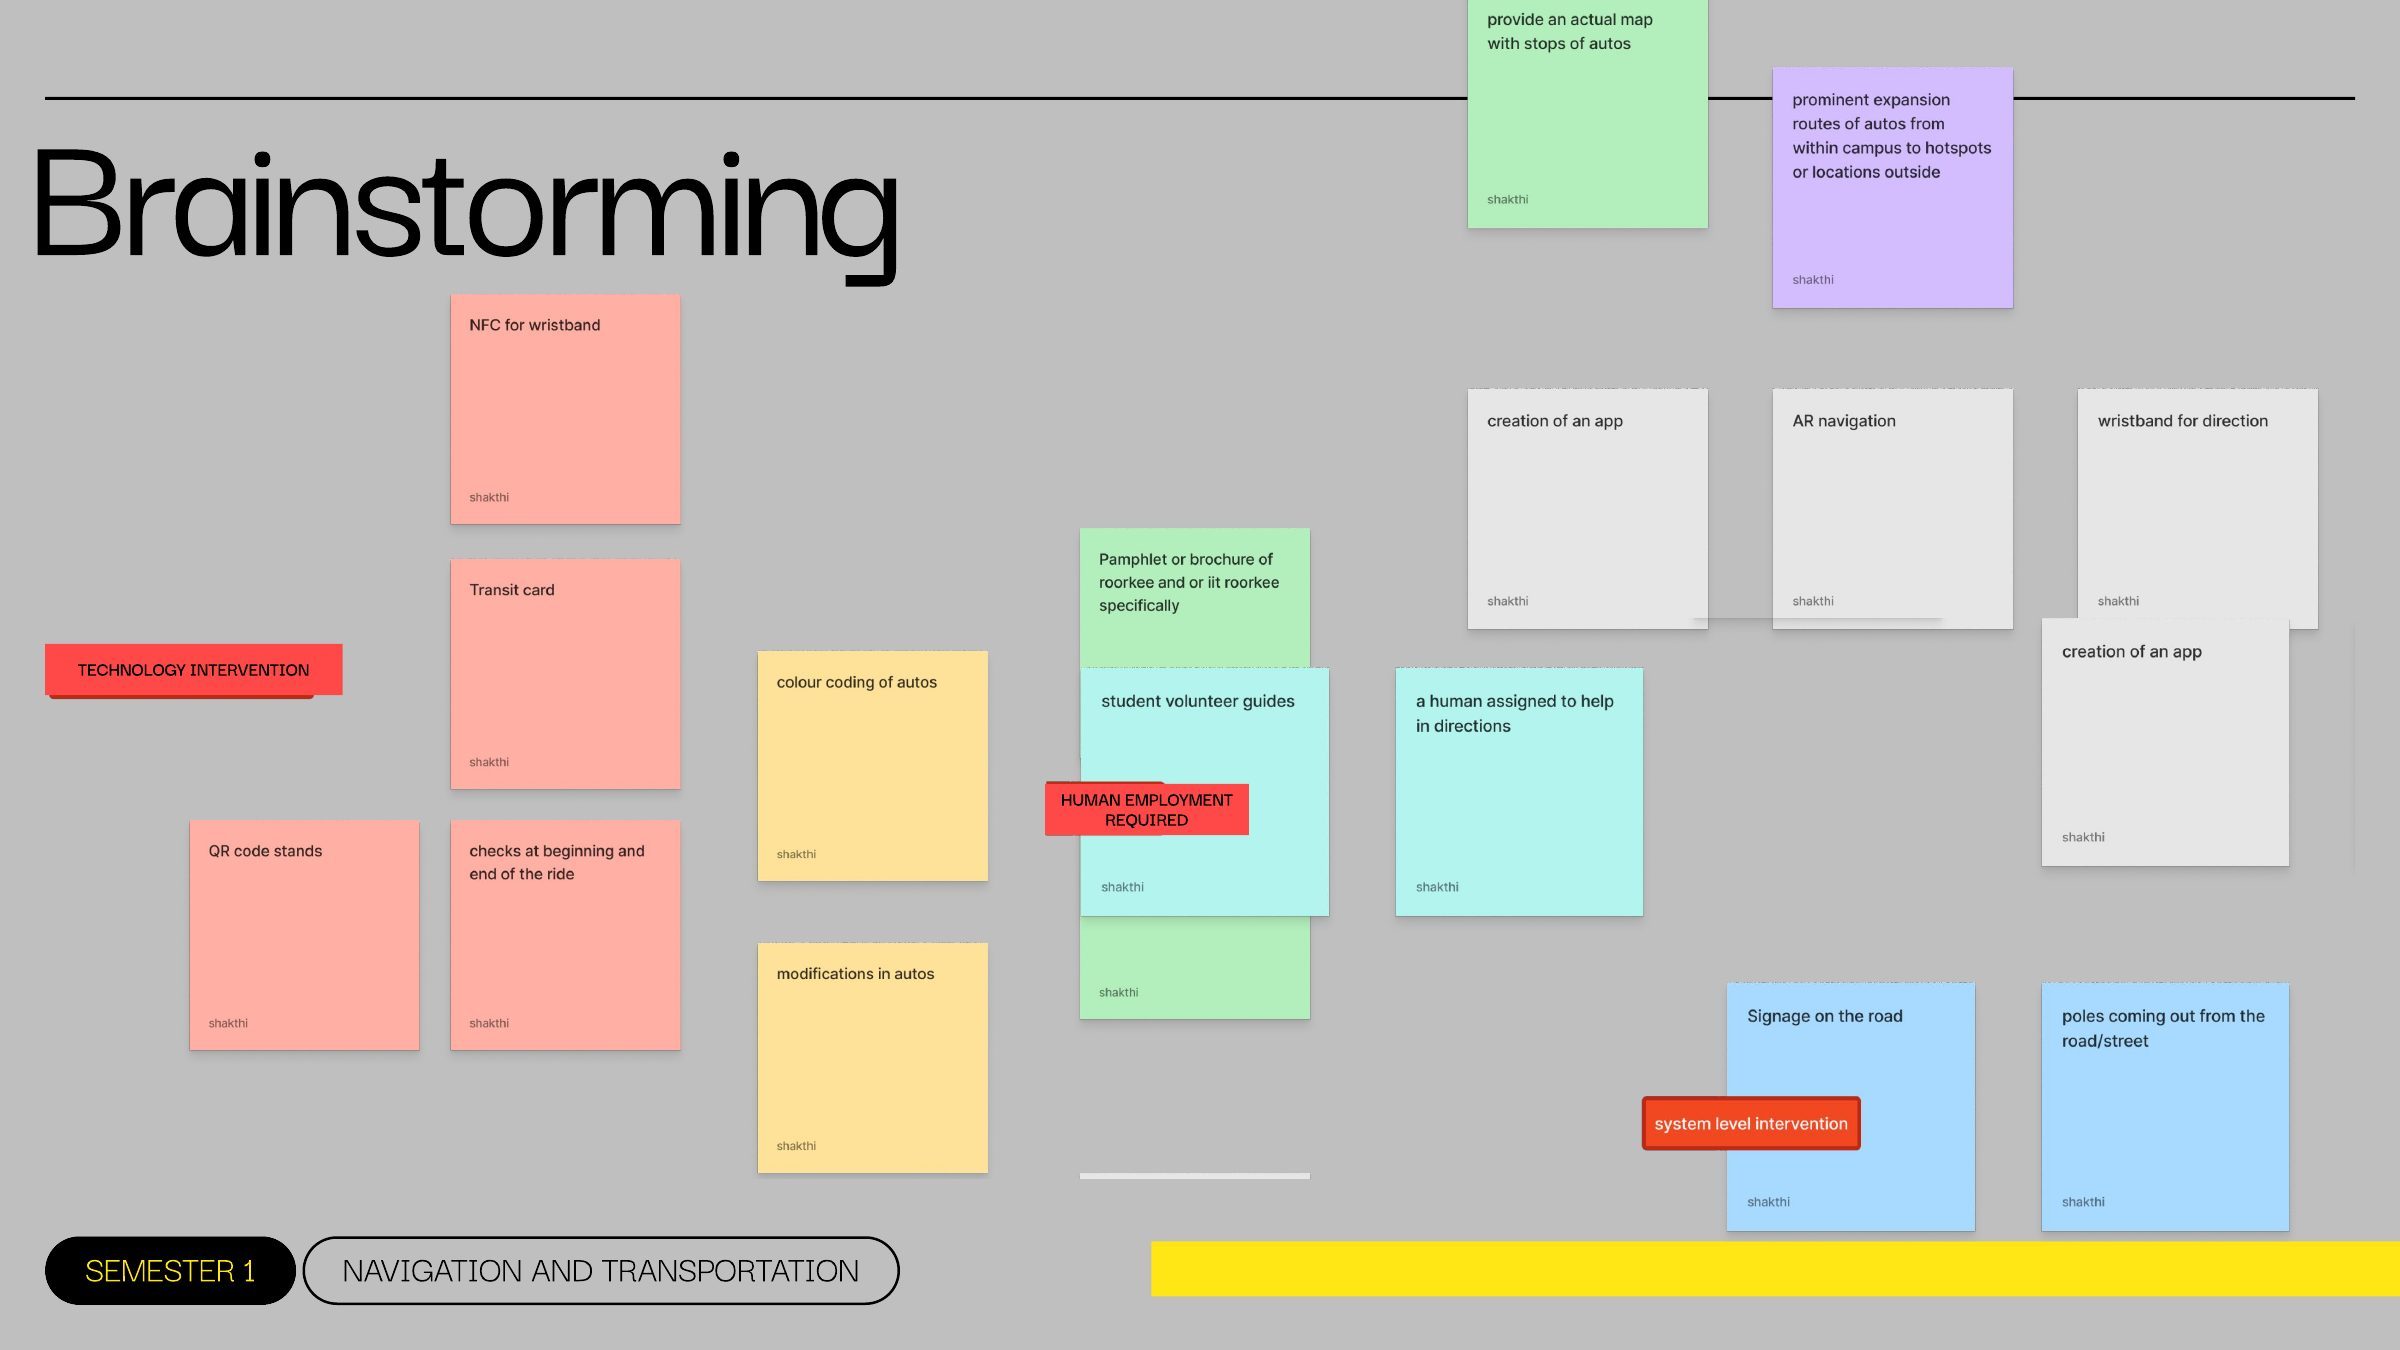 provide an actual map
with stops of autos
shakthi
prominent expansion
routes of autos from
within campus to hotspots
or locations outside
shakthi
Brainstorming
NFC for wristband
shakthi
creation of an app
shakthi
AR navigation
shakthi
wristband for direction
shakthi
Transit card
shakthi
TECHNOLOGY INTERVENTION
colour coding of autos
shakthi
Pamphlet or brochure of
roorkee and or iit roorkee
specifically
student volunteer guides
HUMAN EMPLOYMENT
REQUIRED
shakthi
shakthi
a human assigned to help
in directions
shakthi
creation of an app
shakthi
QR code stands
shakthi
checks at beginning and
end of the ride
shakthi
modifications in autos
shakthi
Signage on the road
system level intervention
shakthi
poles coming out from the
road/street
shakthi
SEMESTER 1
NAVIGATION AND TRANSPORTATION